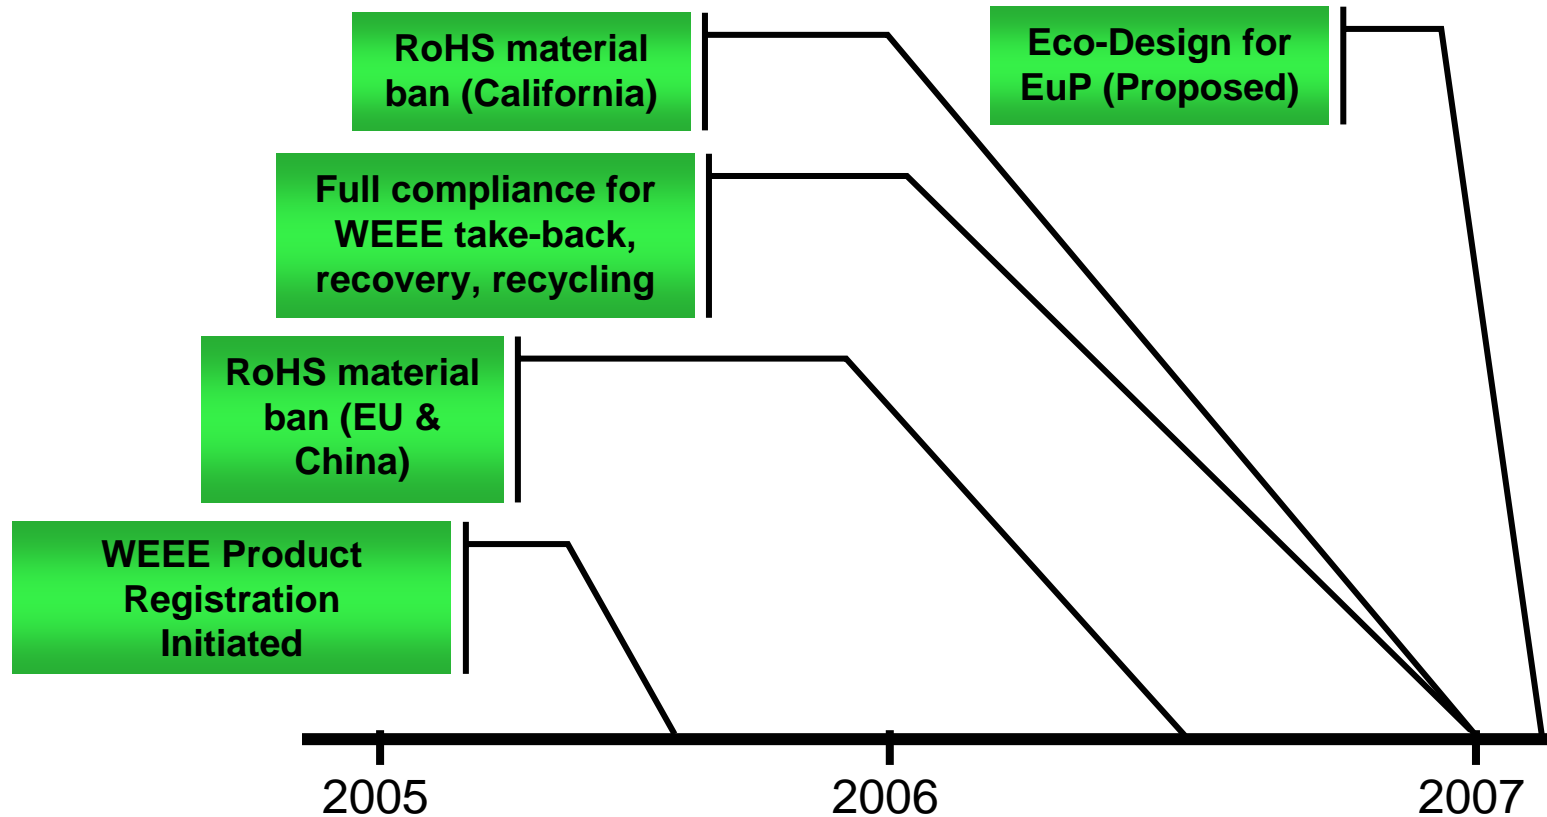 RoHS material
ban (California)
Eco-Design for
EuP (Proposed)
Full compliance for
WEEE take-back,
recovery, recycling
RoHS material
ban (EU &
China)
WEEE Product
Registration
Initiated
2005
2006
2007